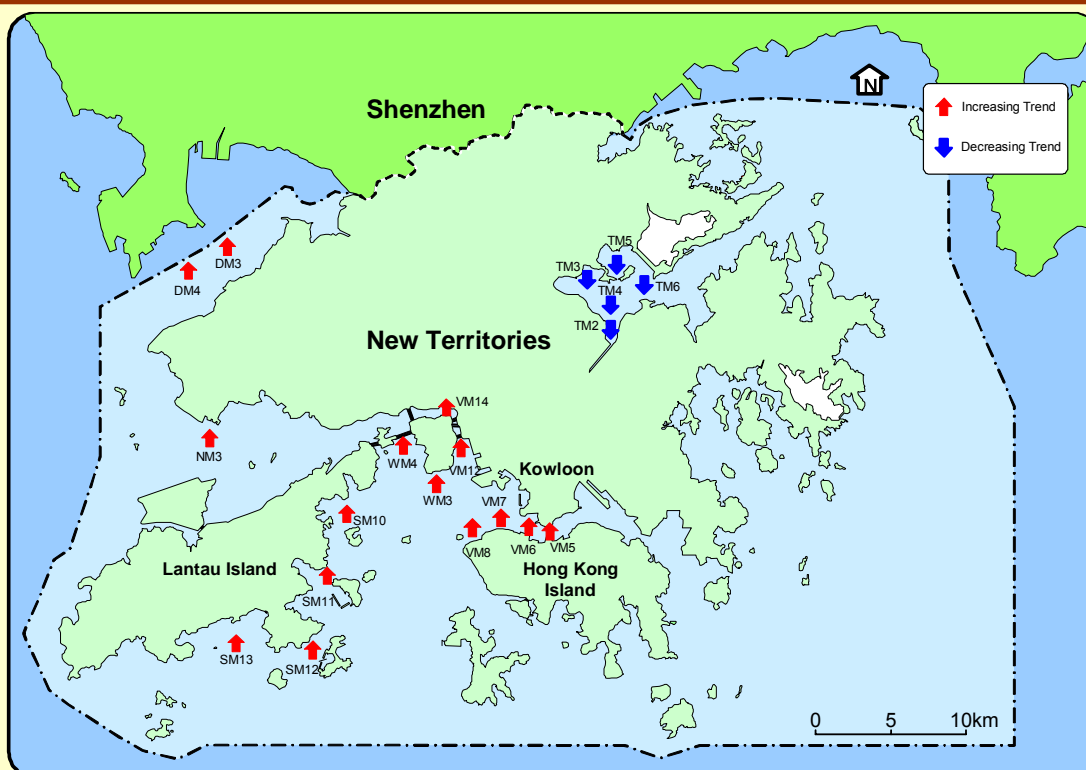 Shenzhen
N
Increasing Trend
Decreasing Trend
DM3
DM4
TM5
TM3
TM4
TM6
TM2
New Territories
VM14
NM3
WM4
VM12
Kowloon
WM3
VM7
SM10
VM8
VM6
VM5
Lantau Island
Hong Kong
Island
SM11
SM13
SM12
0 5 10km